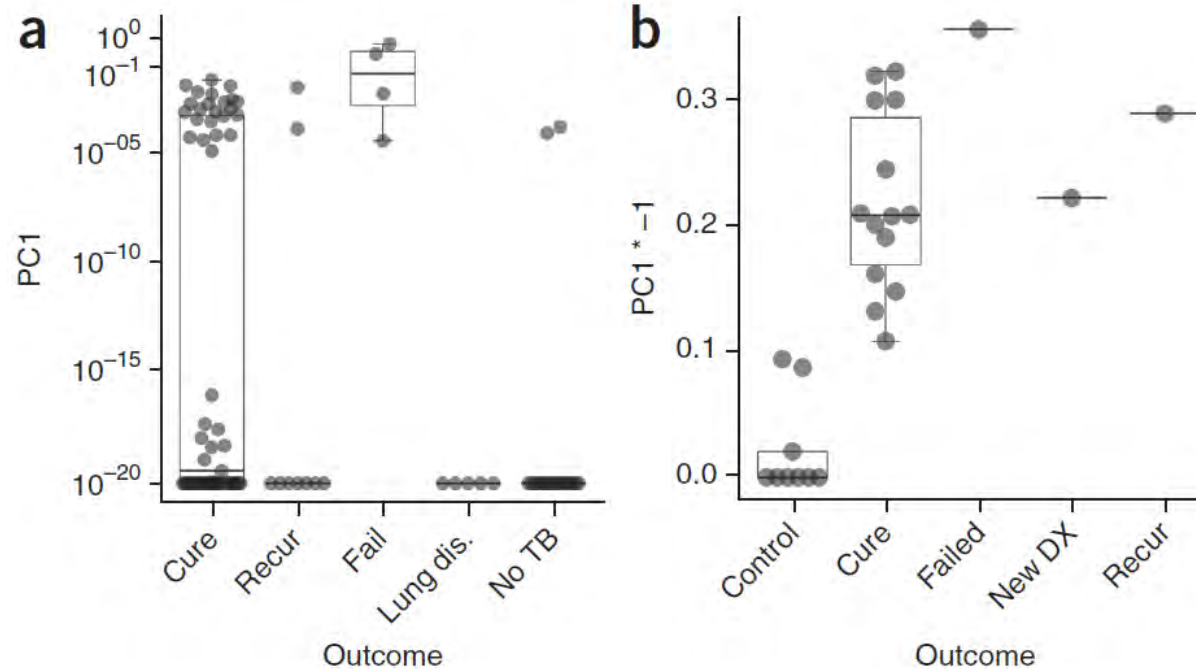 a
10^0
10^−1
10^−05
10^−10
10^−15
10^−20
PC1
Cure
Recur
Fail
Lung dis.
No TB
Outcome
b
0.3
0.2
0.1
0.0
PC1 * −1
Control
Cure
Failed
New DX
Recur
Outcome